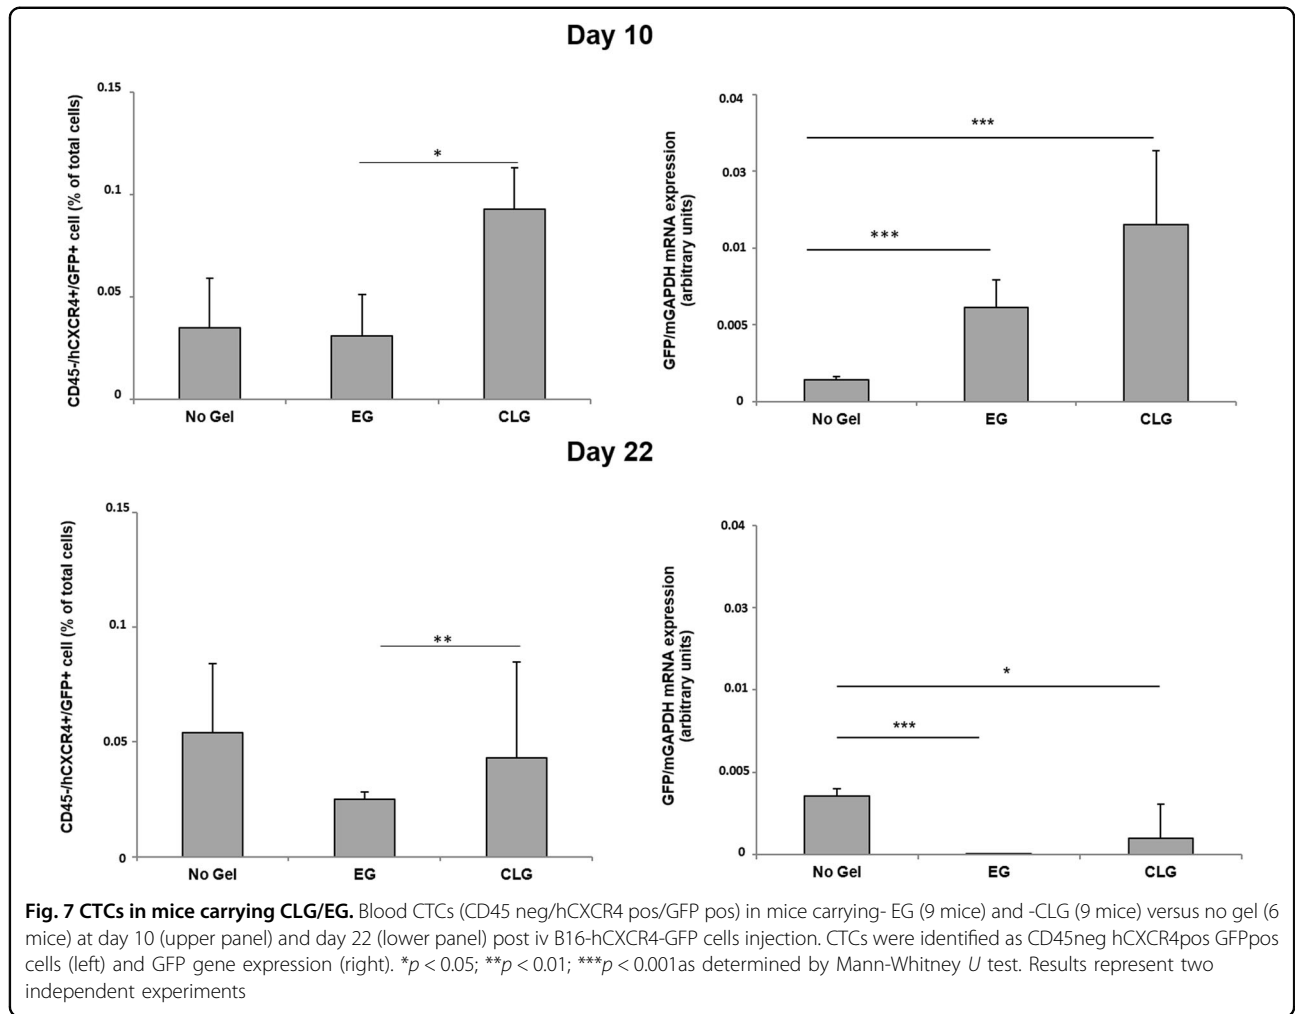 Day 10
CD45-/hCXCR4+/GFP+ cell (% of total cells)
0.15
0.1
0.05
0
*
No Gel EG CLG
GFP/mGAPDH mRNA expression
(arbitrary units)
0.04
0.03
0.01
0.005
0
***
***
No Gel EG CLG
Day 22
CD45-/hCXCR4+/GFP+ cell (% of total cells)
0.15
0.1
0.05
0
**
No Gel EG CLG
GFP/mGAPDH mRNA expression
(arbitrary units)
0.04
0.03
0.01
0.005
0
*
***
No Gel EG CLG
Fig. 7 CTCs in mice carrying CLG/EG. Blood CTCs (CD45 neg/hCXCR4 pos/GFP pos) in mice carrying- EG (9 mice) and -CLG (9 mice) versus no gel (6
mice) at day 10 (upper panel) and day 22 (lower panel) post iv B16-hCXCR4-GFP cells injection. CTCs were identified as CD45neg hCXCR4pos GFPpos
cells (left) and GFP gene expression (right). *p < 0.05; **p < 0.01; ***p < 0.001as determined by Mann-Whitney U test. Results represent two
independent experiments